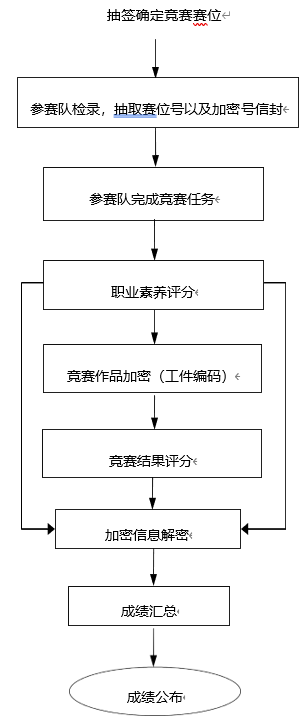 抽签确定竞赛赛位
参赛队检录，抽取赛位号以及加密号信封
参赛队完成竞赛任务
职业素养评分
竞赛作品加密（工件编码）
竞赛结果评分
加密信息解密
成绩汇总
成绩公布